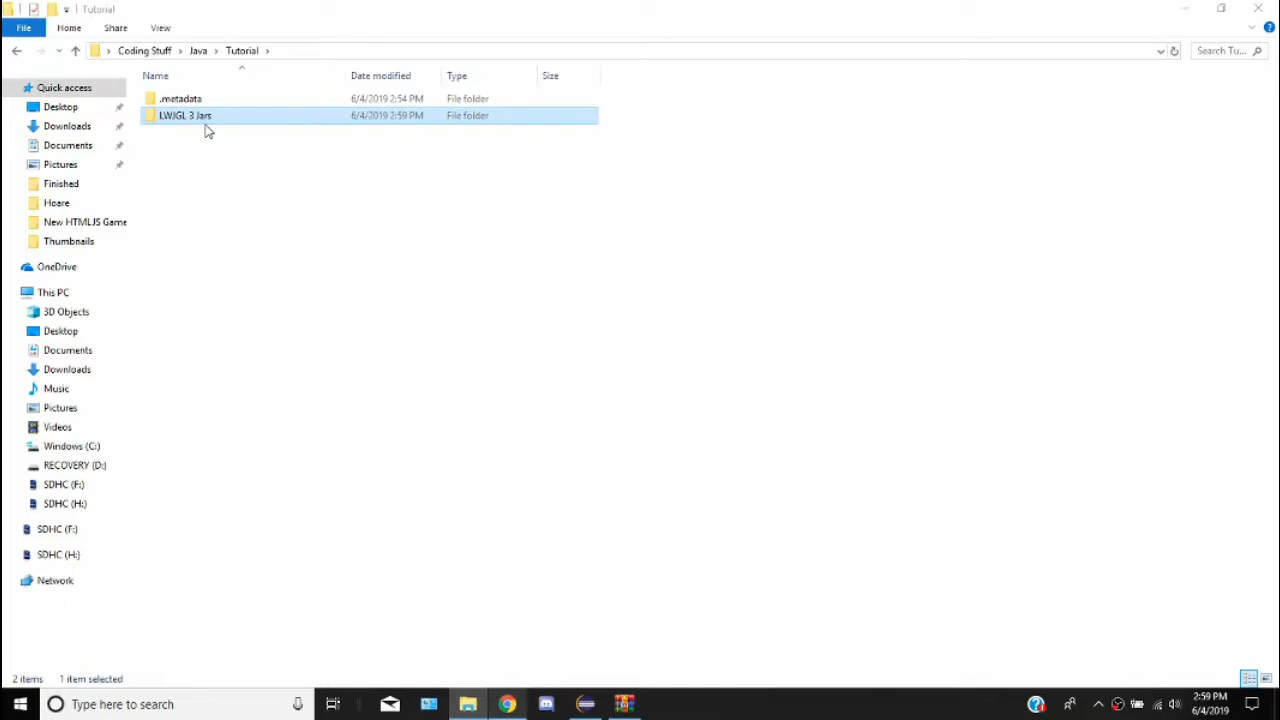 Tutorial
File Home Share View
Coding Stuff Java Tutorial Search Tu...
Name Date modified Type Size
.metadata 6/4/2019 2:54 PM File folder
LWJGL 3 Jars 6/4/2019 2:59 PM File folder
Quick access
Desktop
Downloads
Documents
Pictures
Finished
Hoare
New HTMLJS Game
Thumbnails
OneDrive
This PC
3D Objects
Desktop
Documents
Downloads
Music
Pictures
Videos
Windows (C:)
RECOVERY (D:)
SDHC (F:)
SDHC (H:)
SDHC (F:)
SDHC (H:)
Network
2 items 1 item selected
Type here to search
2:59 PM
6/4/2019